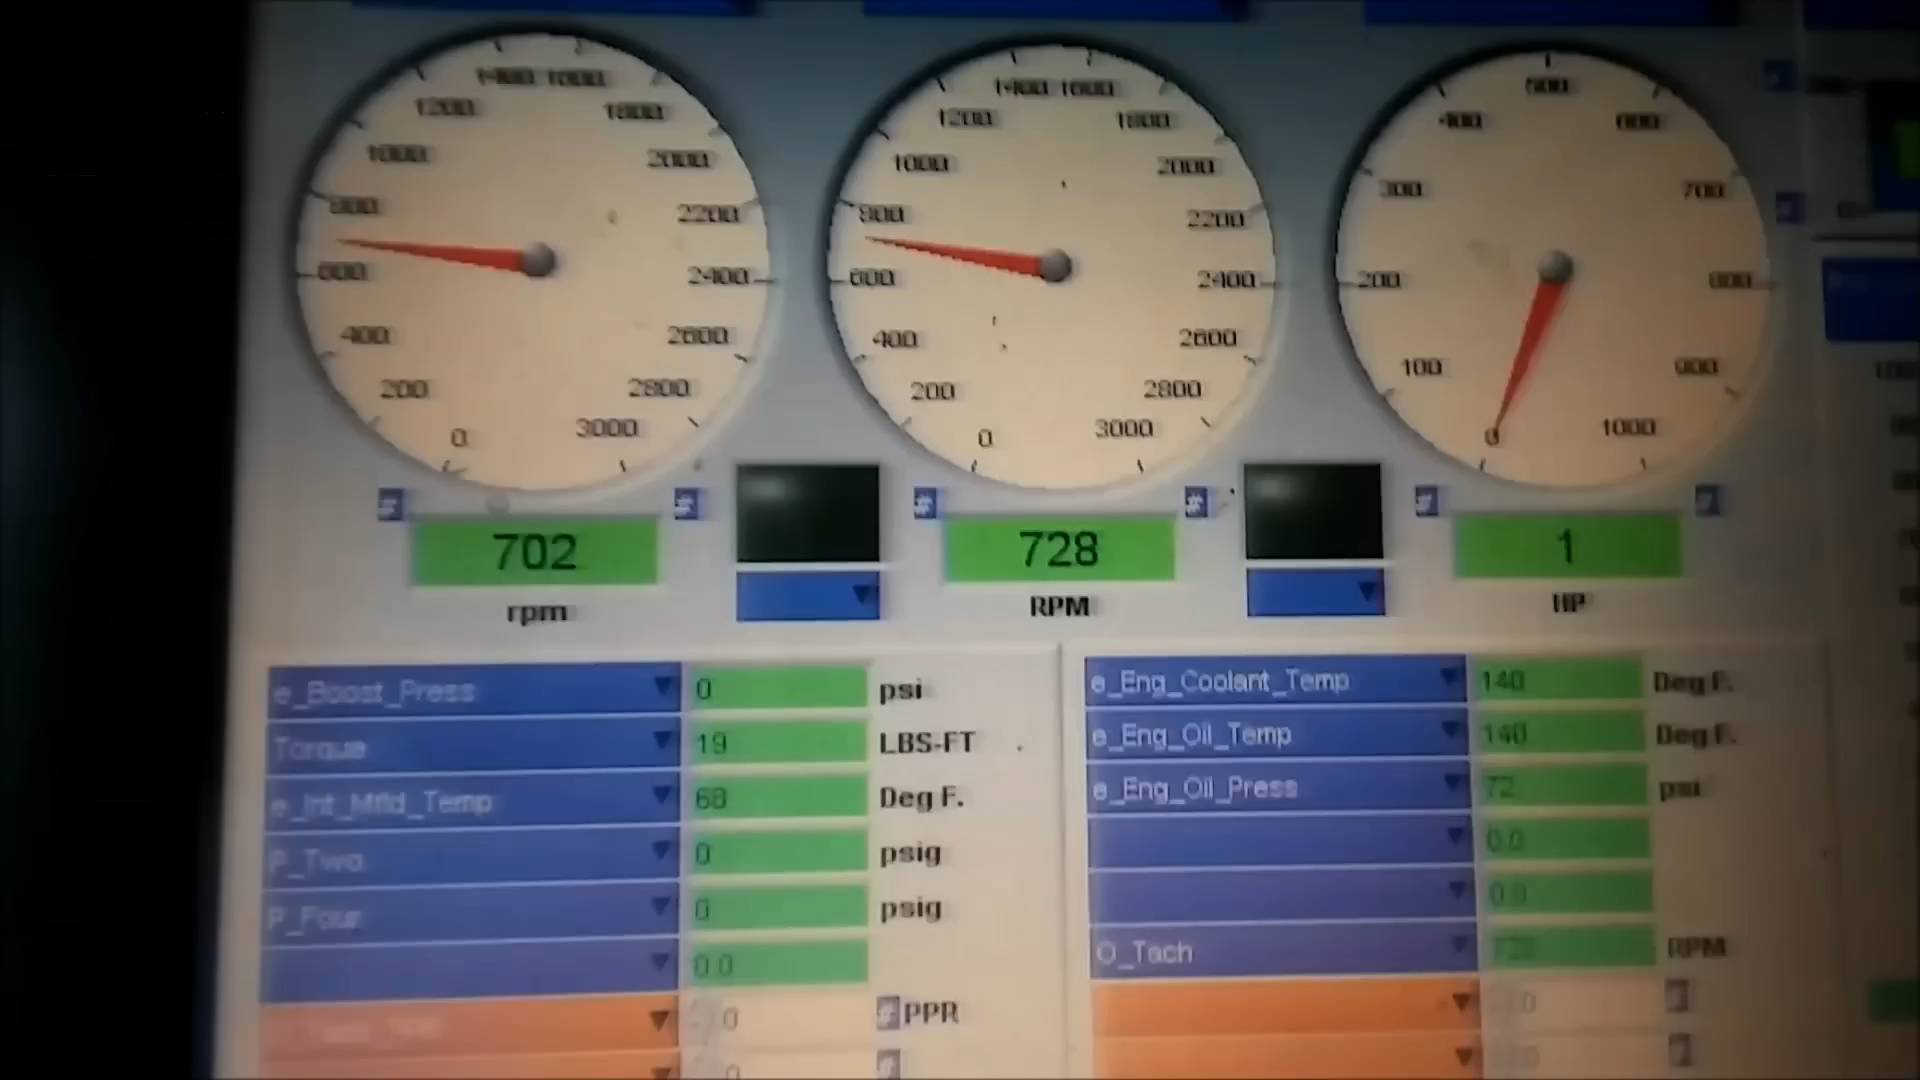 1400 1600
1200 1800
1000 2000
800 2200
600 2400
400 2600
200 2800
0 3000
702
rpm
1400 1600
1200 1800
1000 2000
800 2200
600 2400
400 2600
200 2800
0 3000
728
RPM
500
400 600
300 700
200 800
100 900
0 1000
1
HP
e_Boost_Press 0 psi
Torque 19 LBS-FT
e_Int_Mfld_Temp 68 Deg F.
P_Two 0 psig
P_Four 0 psig
0.0
0 # PPR
0 #
e_Eng_Coolant_Temp 140 Deg F.
e_Eng_Oil_Temp 140 Deg F.
e_Eng_Oil_Press 72 psi
0.0
0.0
O_Tach 728 RPM
0